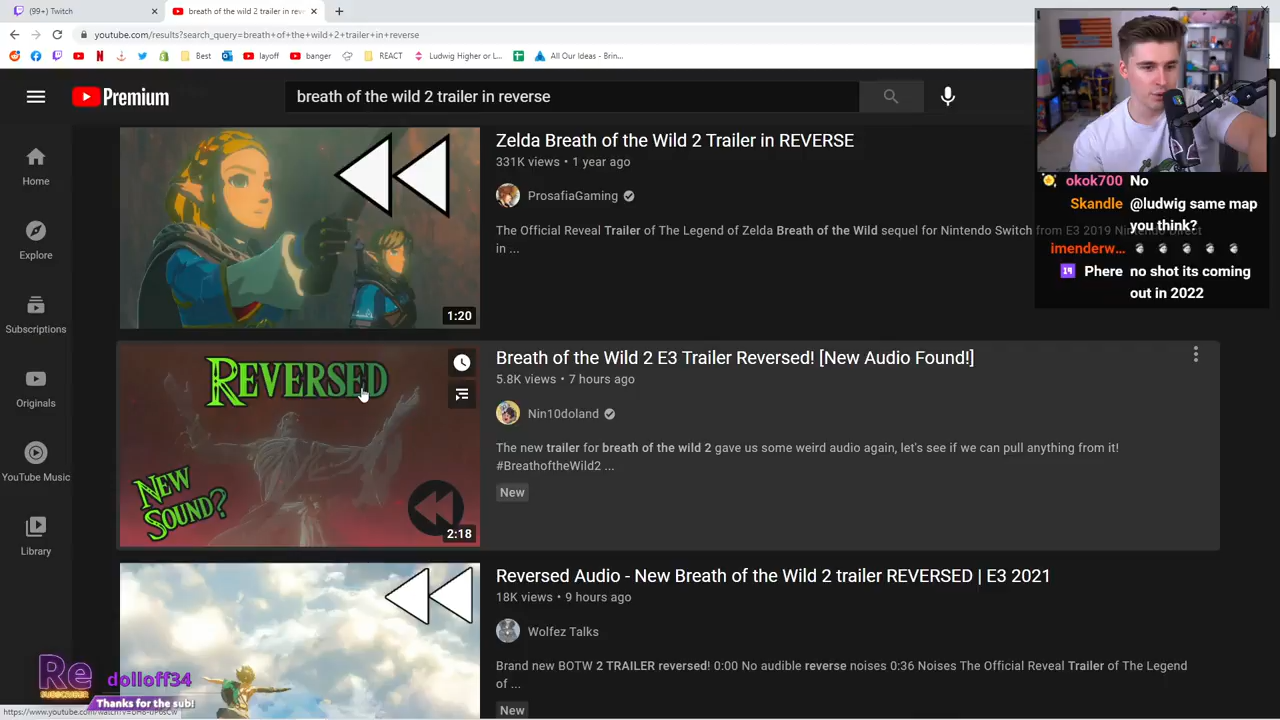 (99+) Twitch
breath of the wild 2 trailer in rev
youtube.com/results?search_query=breath+of+the+wild+2+trailer+in+reverse
Best
layoff
banger
REACT
Ludwig Higher or L...
All Our Ideas - Brin...
Premium
breath of the wild 2 trailer in reverse
Home
Explore
Subscriptions
Originals
YouTube Music
Library
1:20
Zelda Breath of the Wild 2 Trailer in REVERSE
331K views • 1 year ago
ProsafiaGaming
The Official Reveal Trailer of The Legend of Zelda Breath of the Wild sequel for Nintendo Switch from E3 2019 Nintendo Direct
in ...
REVERSED
NEW
SOUND?
2:18
Breath of the Wild 2 E3 Trailer Reversed! [New Audio Found!]
5.8K views • 7 hours ago
Nin10doland
The new trailer for breath of the wild 2 gave us some weird audio again, let's see if we can pull anything from it!
#BreathoftheWild2 ...
New
Reversed Audio - New Breath of the Wild 2 trailer REVERSED | E3 2021
18K views • 9 hours ago
Wolfez Talks
Brand new BOTW 2 TRAILER reversed! 0:00 No audible reverse noises 0:36 Noises The Official Reveal Trailer of The Legend
of ...
New
okok700 No
Skandle @ludwig same map
you think?
imenderw...
19 Phere no shot its coming
out in 2022
Re
SUBSCRIBER
dolloff34
Thanks for the sub!